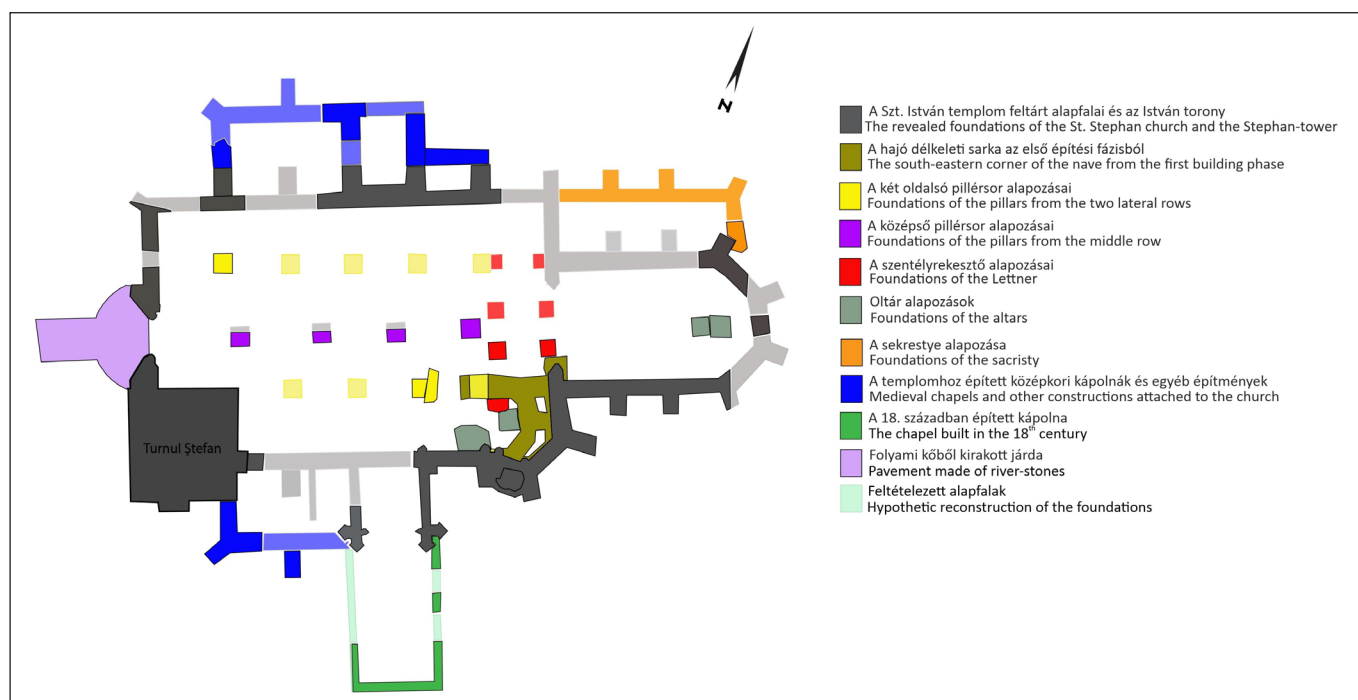 N
A Szt. István templom feltárt alapfalai és az István torony
The revealed foundations of the St. Stephan church and the Stephan-tower
A hajó délkeleti sarka az első építési fázisból
The south-eastern corner of the nave from the first building phase
A két oldalsó pillérsor alapozásai
Foundations of the pillars from the two lateral rows
A középső pillérsor alapozásai
Foundations of the pillars from the middle row
A szentélyrekesztő alapozásai
Foundations of the Lettner
Oltár alapozások
Foundations of the altars
A sekrestye alapozása
Foundations of the sacristy
A templomhoz épített középkori kápolnák és egyéb építmények
Medieval chapels and other constructions attached to the church
A 18. században épített kápolna
The chapel built in the 18th century
Folyami kőből kirakott járda
Pavement made of river-stones
Feltételezett alapfalak
Hypothetic reconstruction of the foundations
Turnul Ștefan